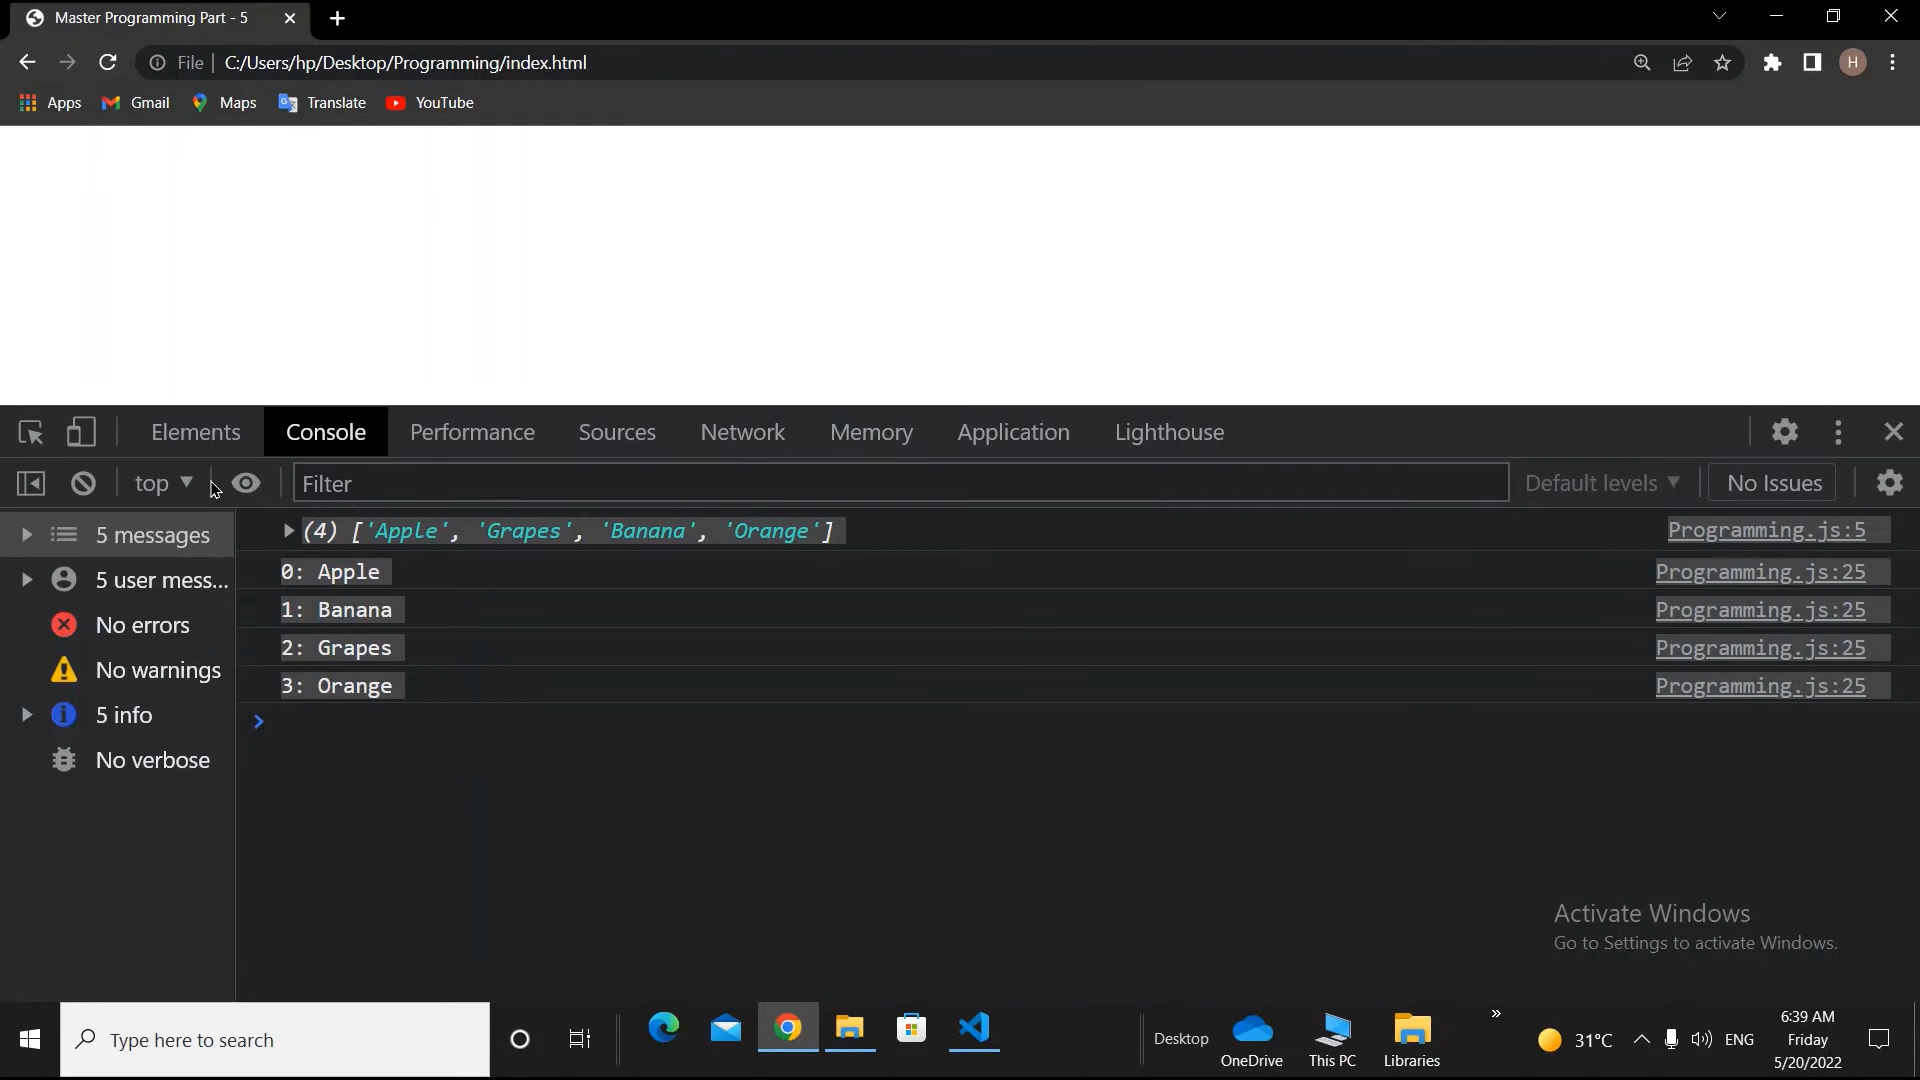 Master Programming Part - 5
File C:/Users/hp/Desktop/Programming/index.html
H
Apps Gmail Maps Translate YouTube
Elements Console Performance Sources Network Memory Application Lighthouse
top Filter Default levels No Issues
5 messages
5 user mess...
No errors
No warnings
5 info
No verbose
(4) ['Apple', 'Grapes', 'Banana', 'Orange'] Programming.js:5
0: Apple Programming.js:25
1: Banana Programming.js:25
2: Grapes Programming.js:25
3: Orange Programming.js:25
Activate Windows
Go to Settings to activate Windows.
Type here to search
Desktop
OneDrive
This PC
Libraries
31°C
ENG
6:39 AM
Friday
5/20/2022